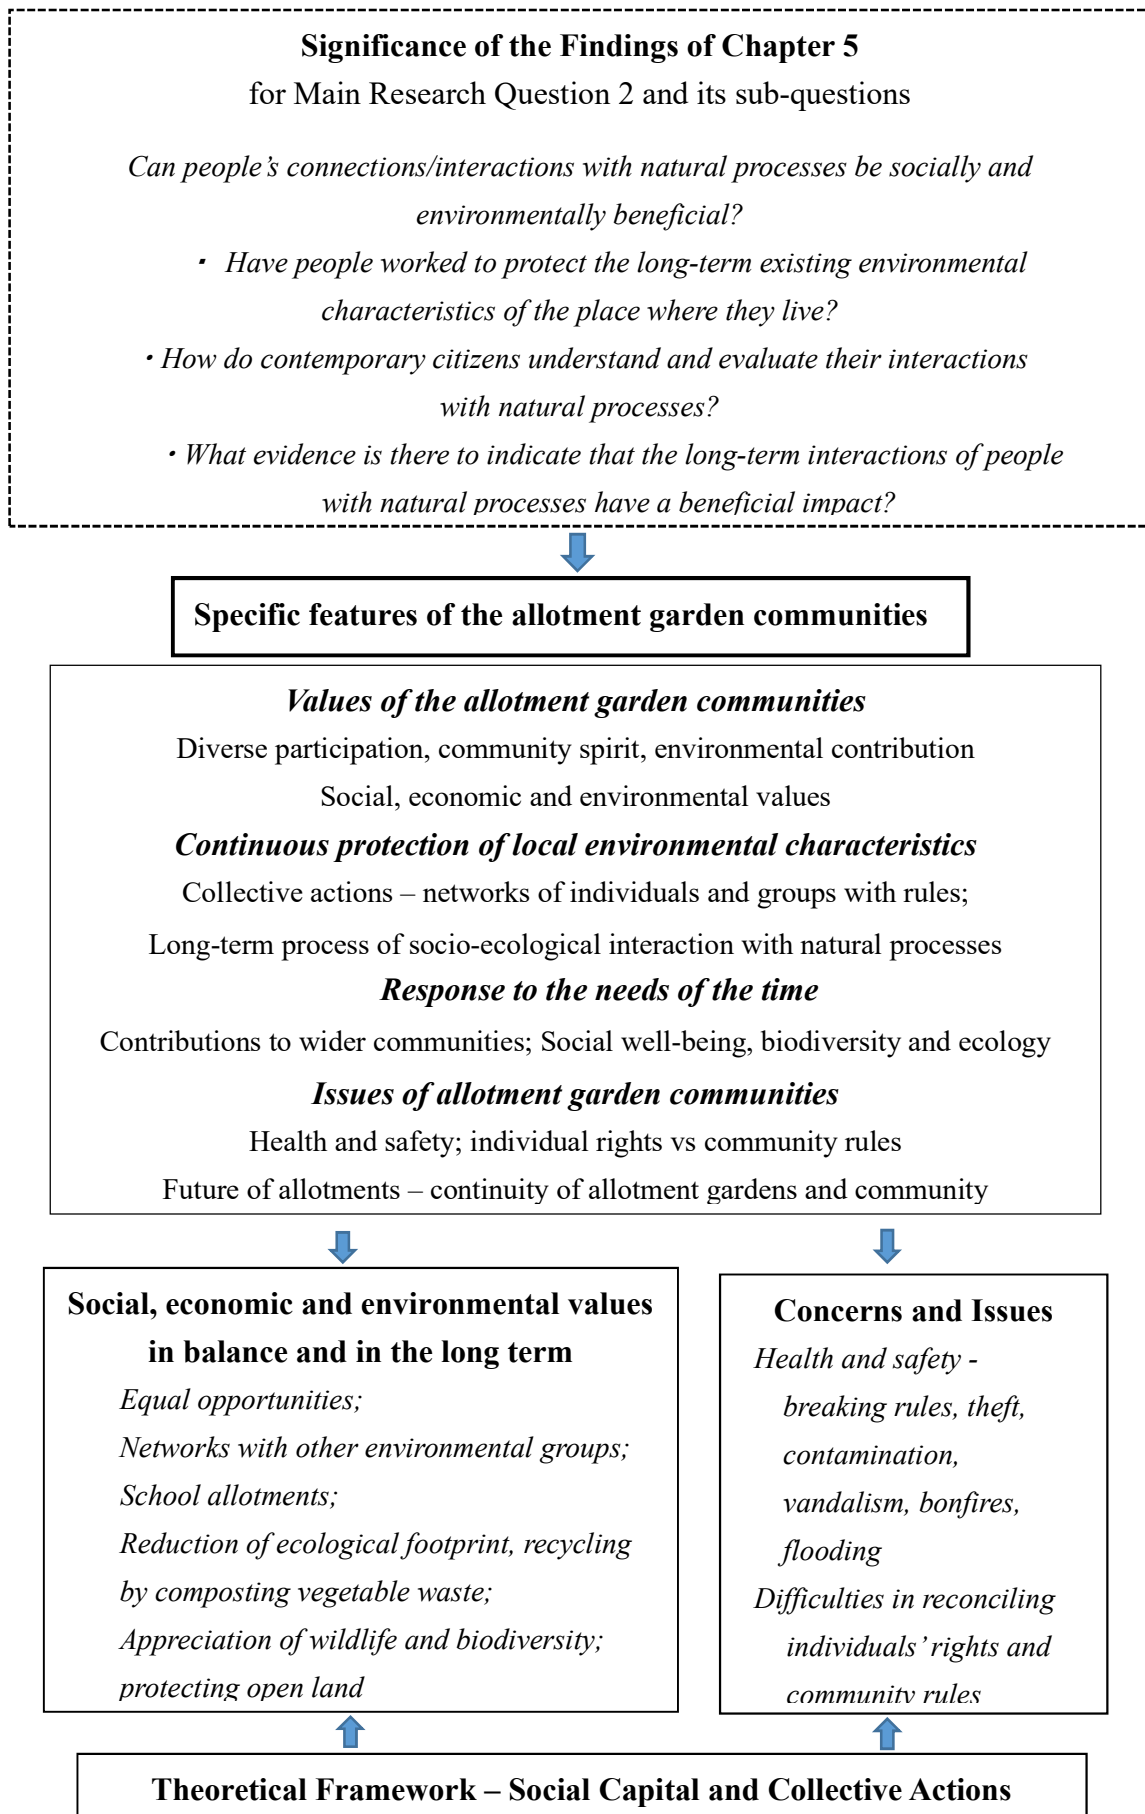 Significance of the Findings of Chapter 5
for Main Research Question 2 and its sub-questions
Can people’s connections/interactions with natural processes be socially and
environmentally beneficial?
・ Have people worked to protect the long-term existing environmental
characteristics of the place where they live?
・How do contemporary citizens understand and evaluate their interactions
with natural processes?
・What evidence is there to indicate that the long-term interactions of people
with natural processes have a beneficial impact?
Specific features of the allotment garden communities
Values of the allotment garden communities
Diverse participation, community spirit, environmental contribution
Social, economic and environmental values
Continuous protection of local environmental characteristics
Collective actions – networks of individuals and groups with rules;
Long-term process of socio-ecological interaction with natural processes
Response to the needs of the time
Contributions to wider communities; Social well-being, biodiversity and ecology
Issues of allotment garden communities
Health and safety; individual rights vs community rules
Future of allotments – continuity of allotment gardens and community
Social, economic and environmental values
in balance and in the long term
Equal opportunities;
Networks with other environmental groups;
School allotments;
Reduction of ecological footprint, recycling
by composting vegetable waste;
Appreciation of wildlife and biodiversity;
protecting open land
Concerns and Issues
Health and safety -
breaking rules, theft,
contamination,
vandalism, bonfires,
flooding
Difficulties in reconciling
individuals’ rights and
community rules
Theoretical Framework – Social Capital and Collective Actions